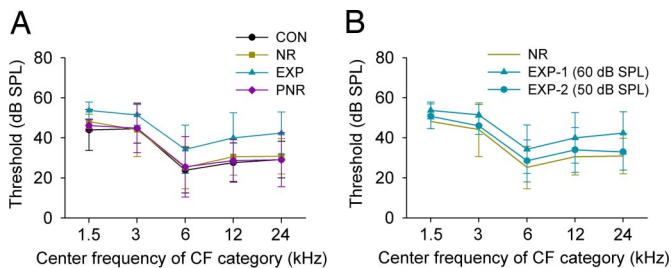 A
CON
NR
EXP
PNR
80
60
40
20
0
Threshold (dB SPL)
1.5 3 6 12 24
Center frequency of CF category (kHz)
B
NR
EXP-1 (60 dB SPL)
EXP-2 (50 dB SPL)
80
60
40
20
0
Threshold (dB SPL)
1.5 3 6 12 24
Center frequency of CF category (kHz)